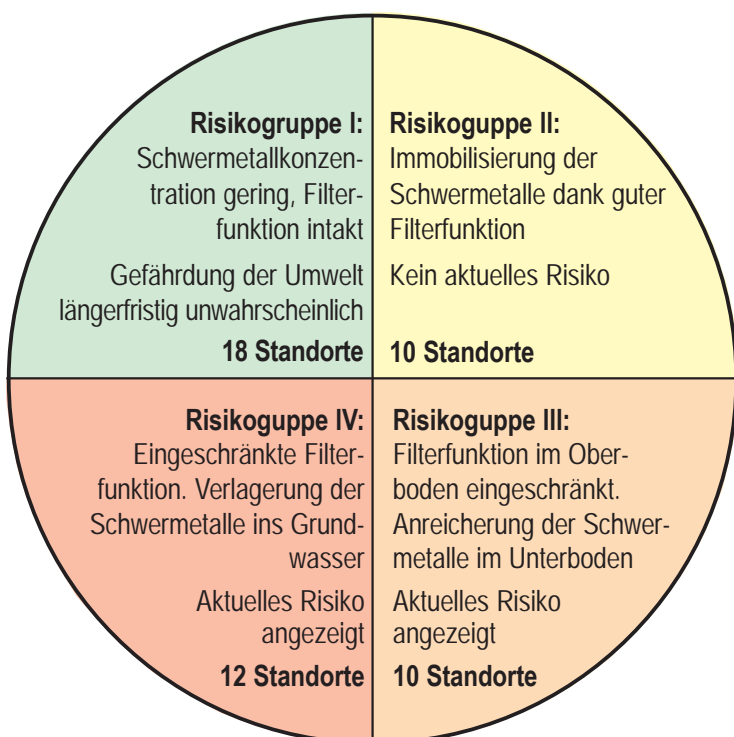 Risikogruppe I:
Schwermetallkonzen-
tration gering, Filter-
funktion intakt
Gefährdung der Umwelt
längerfristig unwahrscheinlich
18 Standorte
Risikoguppe II:
Immobilisierung der
Schwermetalle dank guter
Filterfunktion
Kein aktuelles Risiko
10 Standorte
Risikoguppe IV:
Eingeschränkte Filter-
funktion. Verlagerung der
Schwermetalle ins Grund-
wasser
Aktuelles Risiko
angezeigt
12 Standorte
Risikoguppe III:
Filterfunktion im Ober-
boden eingeschränkt.
Anreicherung der Schwer-
metalle im Unterboden
Aktuelles Risiko
angezeigt
10 Standorte